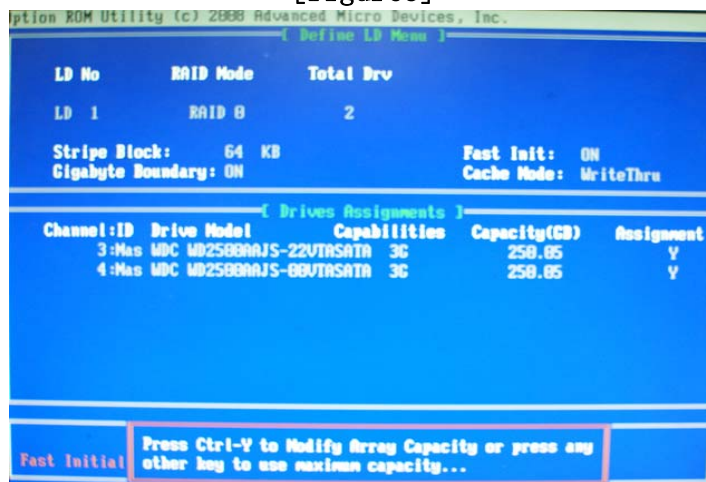 ption ROM Utility (c) 2008 Advanced Micro Devices, Inc.
[ Define LD Menu ]
LD No RAID Mode Total Drv
LD 1 RAID 0 2
Stripe Block: 64 KB Fast Init: ON
Gigabyte Boundary: ON Cache Mode: WriteThru
[ Drives Assignments ]
Channel:ID Drive Model Capabilities Capacity(GB) Assignment
3:Mas WDC WD2500AAJS-22VTASATA 3G 250.05 Y
4:Mas WDC WD2500AAJS-00VTASATA 3G 250.05 Y
Press Ctrl-Y to Modify Array Capacity or press any
Fast Initial other key to use maximum capacity...